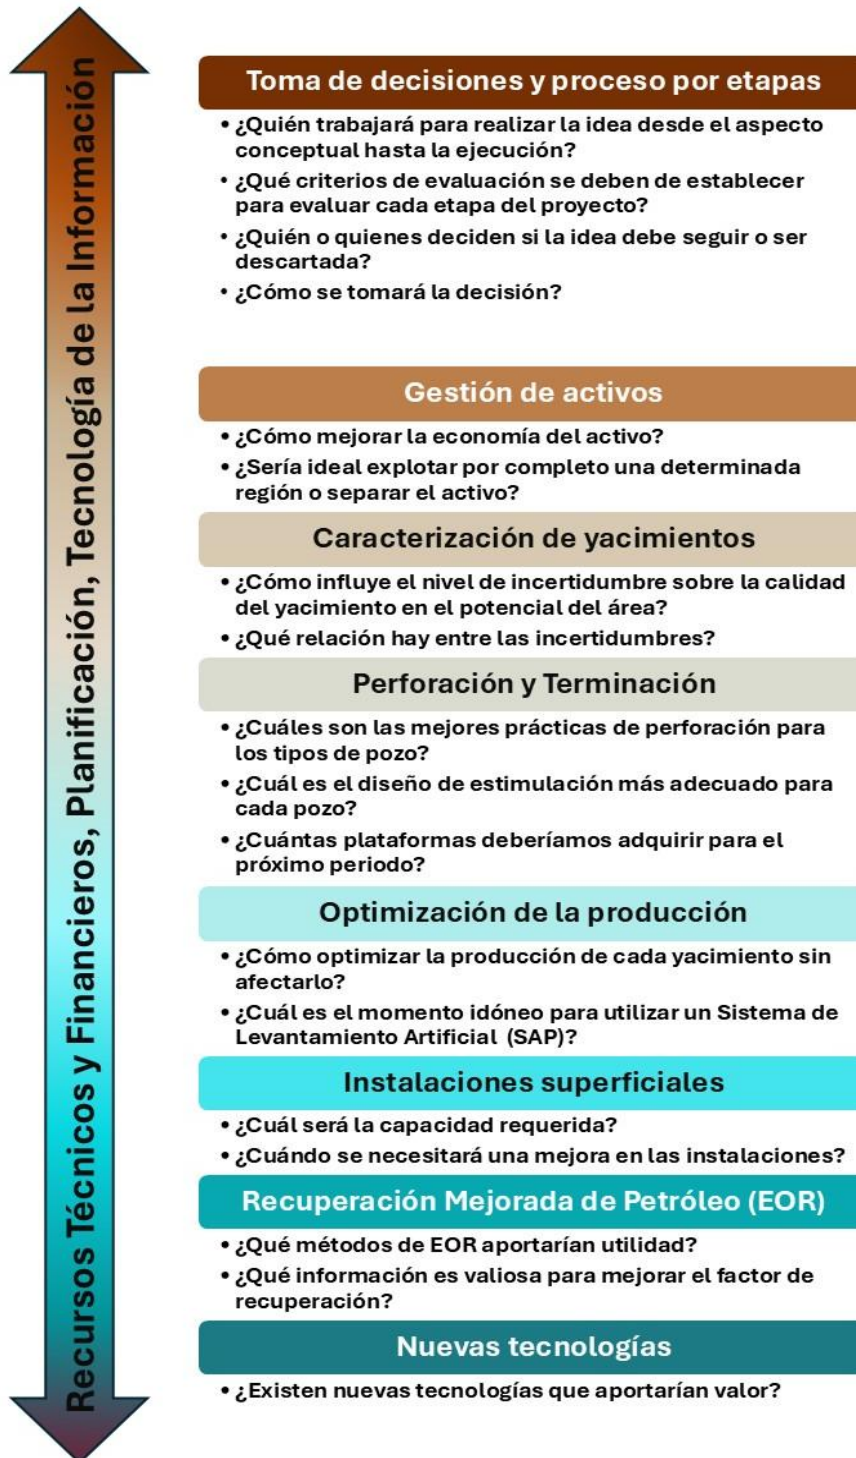 Recursos Técnicos y Financieros, Planificación, Tecnología de la Información
Toma de decisiones y proceso por etapas
• ¿Quién trabajará para realizar la idea desde el aspecto
conceptual hasta la ejecución?
• ¿Qué criterios de evaluación se deben de establecer
para evaluar cada etapa del proyecto?
• ¿Quién o quienes deciden si la idea debe seguir o ser
descartada?
• ¿Cómo se tomará la decisión?
Gestión de activos
• ¿Cómo mejorar la economía del activo?
• ¿Sería ideal explotar por completo una determinada
región o separar el activo?
Caracterización de yacimientos
• ¿Cómo influye el nivel de incertidumbre sobre la calidad
del yacimiento en el potencial del área?
• ¿Qué relación hay entre las incertidumbres?
Perforación y Terminación
• ¿Cuáles son las mejores prácticas de perforación para
los tipos de pozo?
• ¿Cuál es el diseño de estimulación más adecuado para
cada pozo?
• ¿Cuántas plataformas deberíamos adquirir para el
próximo periodo?
Optimización de la producción
• ¿Cómo optimizar la producción de cada yacimiento sin
afectarlo?
• ¿Cuál es el momento idóneo para utilizar un Sistema de
Levantamiento Artificial (SAP)?
Instalaciones superficiales
• ¿Cuál será la capacidad requerida?
• ¿Cuándo se necesitará una mejora en las instalaciones?
Recuperación Mejorada de Petróleo (EOR)
• ¿Qué métodos de EOR aportarían utilidad?
• ¿Qué información es valiosa para mejorar el factor de
recuperación?
Nuevas tecnologías
• ¿Existen nuevas tecnologías que aportarían valor?